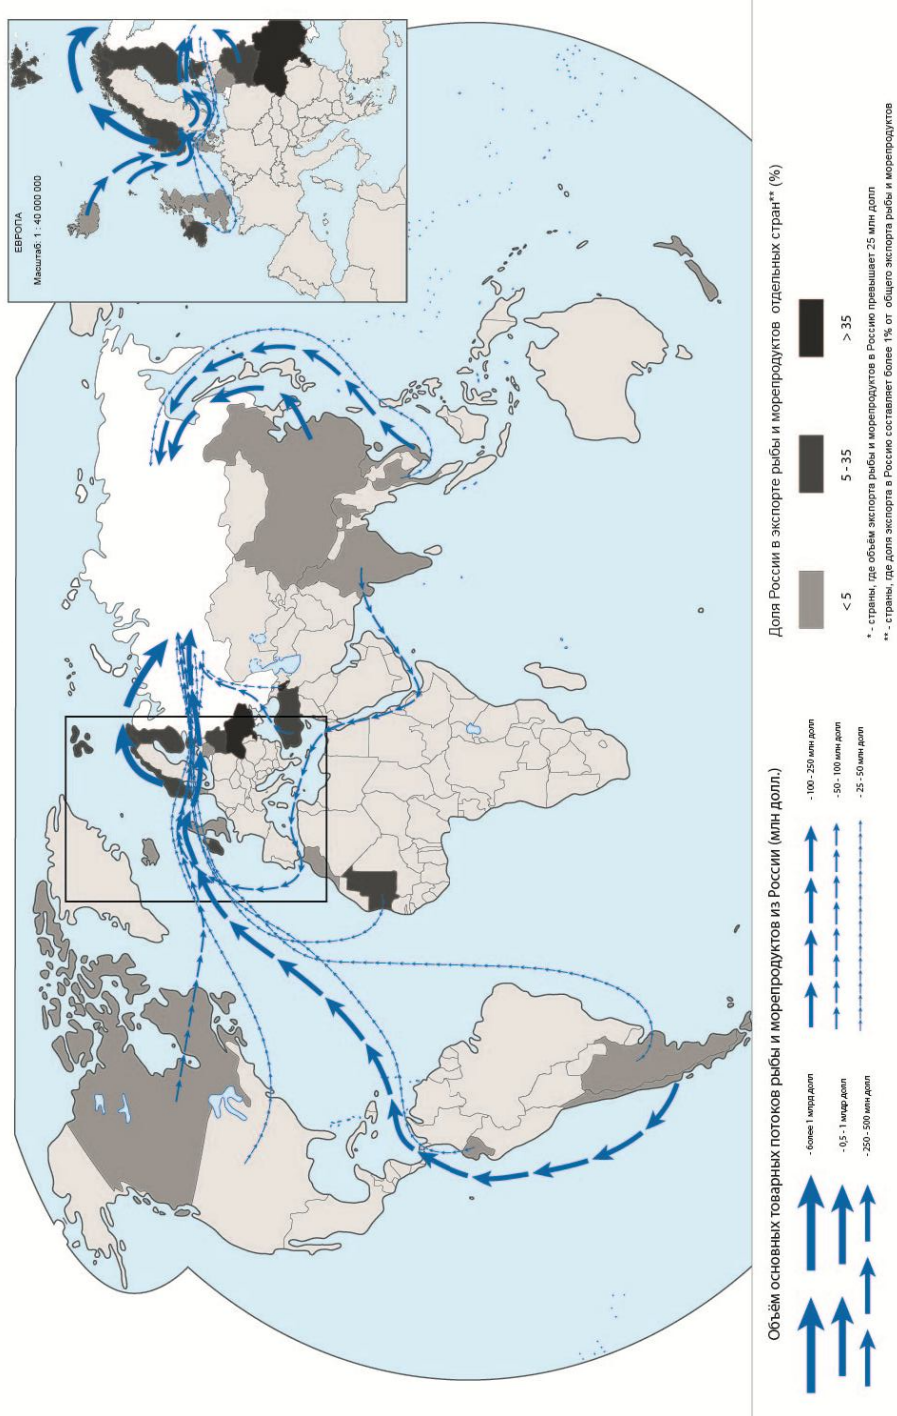 ЕВРОПА
Масштаб: 1 : 40 000 000
Объём основных товарных потоков рыбы и морепродуктов из России (млн долл.)
- более 1 млрд долл
- 0,5 - 1 млдр долл
- 250 - 500 млн долл
- 100 - 250 млн долл
- 50 - 100 млн долл
- 25 - 50 млн долл
Доля России в экспорте рыбы и морепродуктов отдельных стран** (%)
< 5
5 - 35
> 35
* - страны, где объём экспорта рыбы и морепродуктов в Россию превышает 25 млн долл
** - страны, где доля экспорта в Россию составляет более 1% от общего экспорта рыбы и морепродуктов